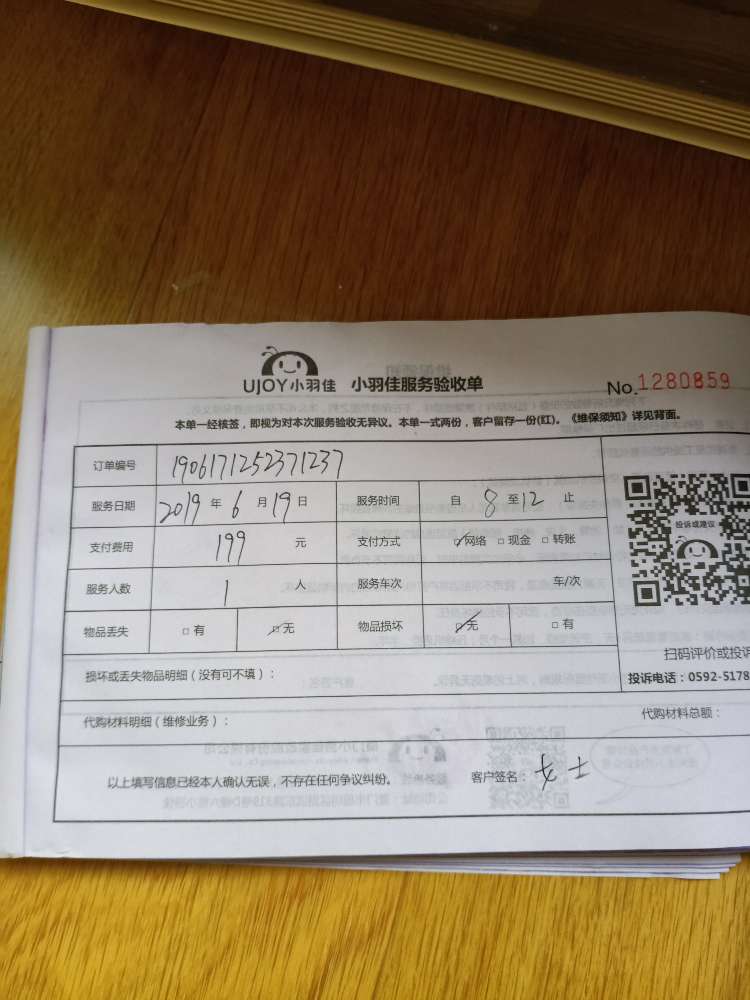 UJOY小羽佳 小羽佳服务验收单 No.1280859
本单一经核签，即视为对本次服务验收无异议。本单一式两份，客户留存一份(红)。《维保须知》详见背面。
订单编号 1906171252371237
服务日期 2019 年 6 月 19 日 服务时间 自 8 至 12 止
支付费用 199 元 支付方式 ☑网络 □现金 □转账
服务人数 1 人 服务车次 车/次
物品丢失 □有 ☑无 物品损坏 ☑无 □有
投诉或建议
扫码评价或投诉
投诉电话：0592-5178
损坏或丢失物品明细（没有可不填）：
代购材料明细（维修业务）： 代购材料总额：
以上填写信息已经本人确认无误，不存在任何争议纠纷。 客户签名：女士